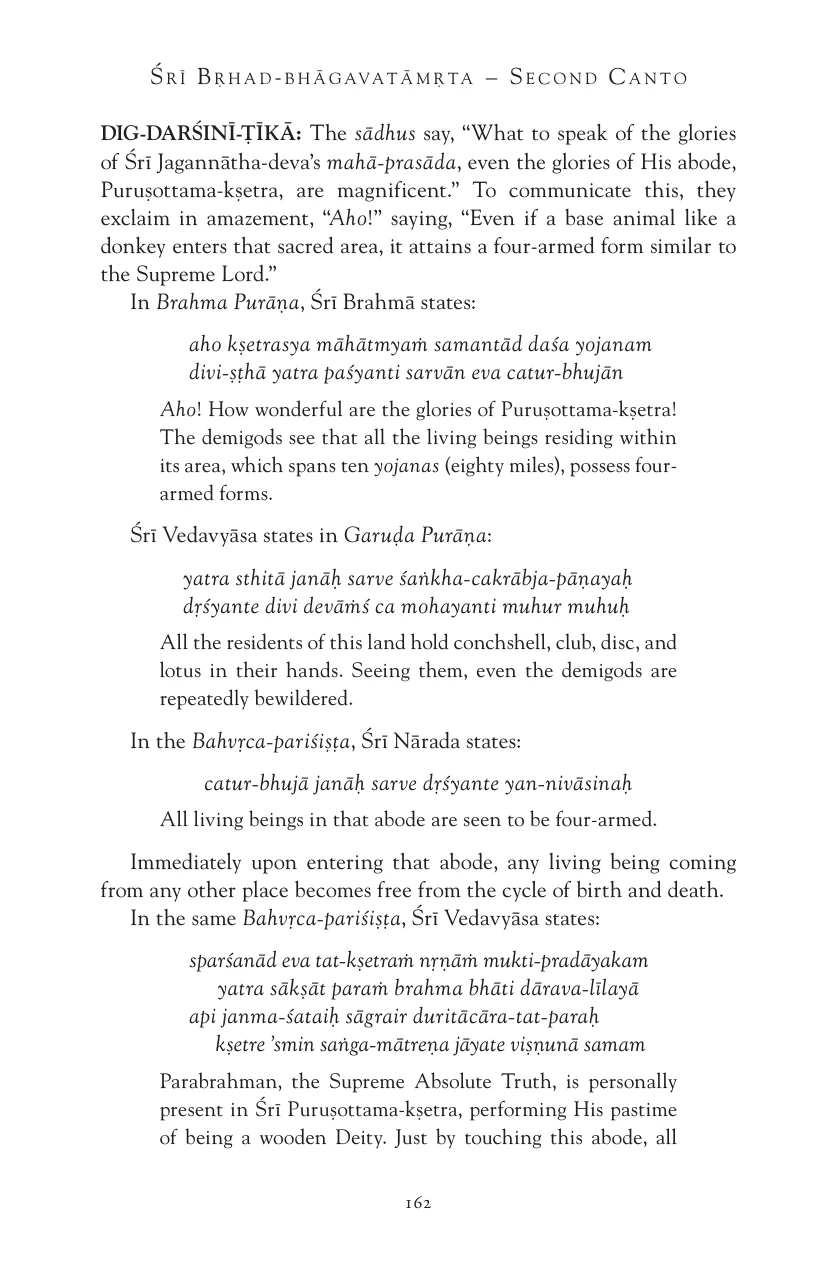 ŚRĪ BṚHAD-BHĀGAVATĀMṚTA – SECOND CANTO
DIG-DARŚINĪ-ṬĪKĀ: The sādhus say, “What to speak of the glories
of Śrī Jagannātha-deva’s mahā-prasāda, even the glories of His abode,
Puruṣottama-kṣetra, are magnificent.” To communicate this, they
exclaim in amazement, “Aho!” saying, “Even if a base animal like a
donkey enters that sacred area, it attains a four-armed form similar to
the Supreme Lord.”
In Brahma Purāṇa, Śrī Brahmā states:
aho kṣetrasya māhātmyaṁ samantād daśa yojanam
divi-ṣṭhā yatra paśyanti sarvān eva catur-bhujān
Aho! How wonderful are the glories of Puruṣottama-kṣetra!
The demigods see that all the living beings residing within
its area, which spans ten yojanas (eighty miles), possess four-
armed forms.
Śrī Vedavyāsa states in Garuḍa Purāṇa:
yatra sthitā janāḥ sarve śaṅkha-cakrābja-pāṇayaḥ
dṛśyante divi devāṁś ca mohayanti muhur muhuḥ
All the residents of this land hold conchshell, club, disc, and
lotus in their hands. Seeing them, even the demigods are
repeatedly bewildered.
In the Bahvṛca-pariśiṣṭa, Śrī Nārada states:
catur-bhujā janāḥ sarve dṛśyante yan-nivāsinaḥ
All living beings in that abode are seen to be four-armed.
Immediately upon entering that abode, any living being coming
from any other place becomes free from the cycle of birth and death.
In the same Bahvṛca-pariśiṣṭa, Śrī Vedavyāsa states:
sparśanād eva tat-kṣetraṁ nṛṇāṁ mukti-pradāyakam
yatra sākṣāt paraṁ brahma bhāti dārava-līlayā
api janma-śataiḥ sāgrair duritācāra-tat-paraḥ
kṣetre ’smin saṅga-mātreṇa jāyate viṣṇunā samam
Parabrahman, the Supreme Absolute Truth, is personally
present in Śrī Puruṣottama-kṣetra, performing His pastime
of being a wooden Deity. Just by touching this abode, all
162